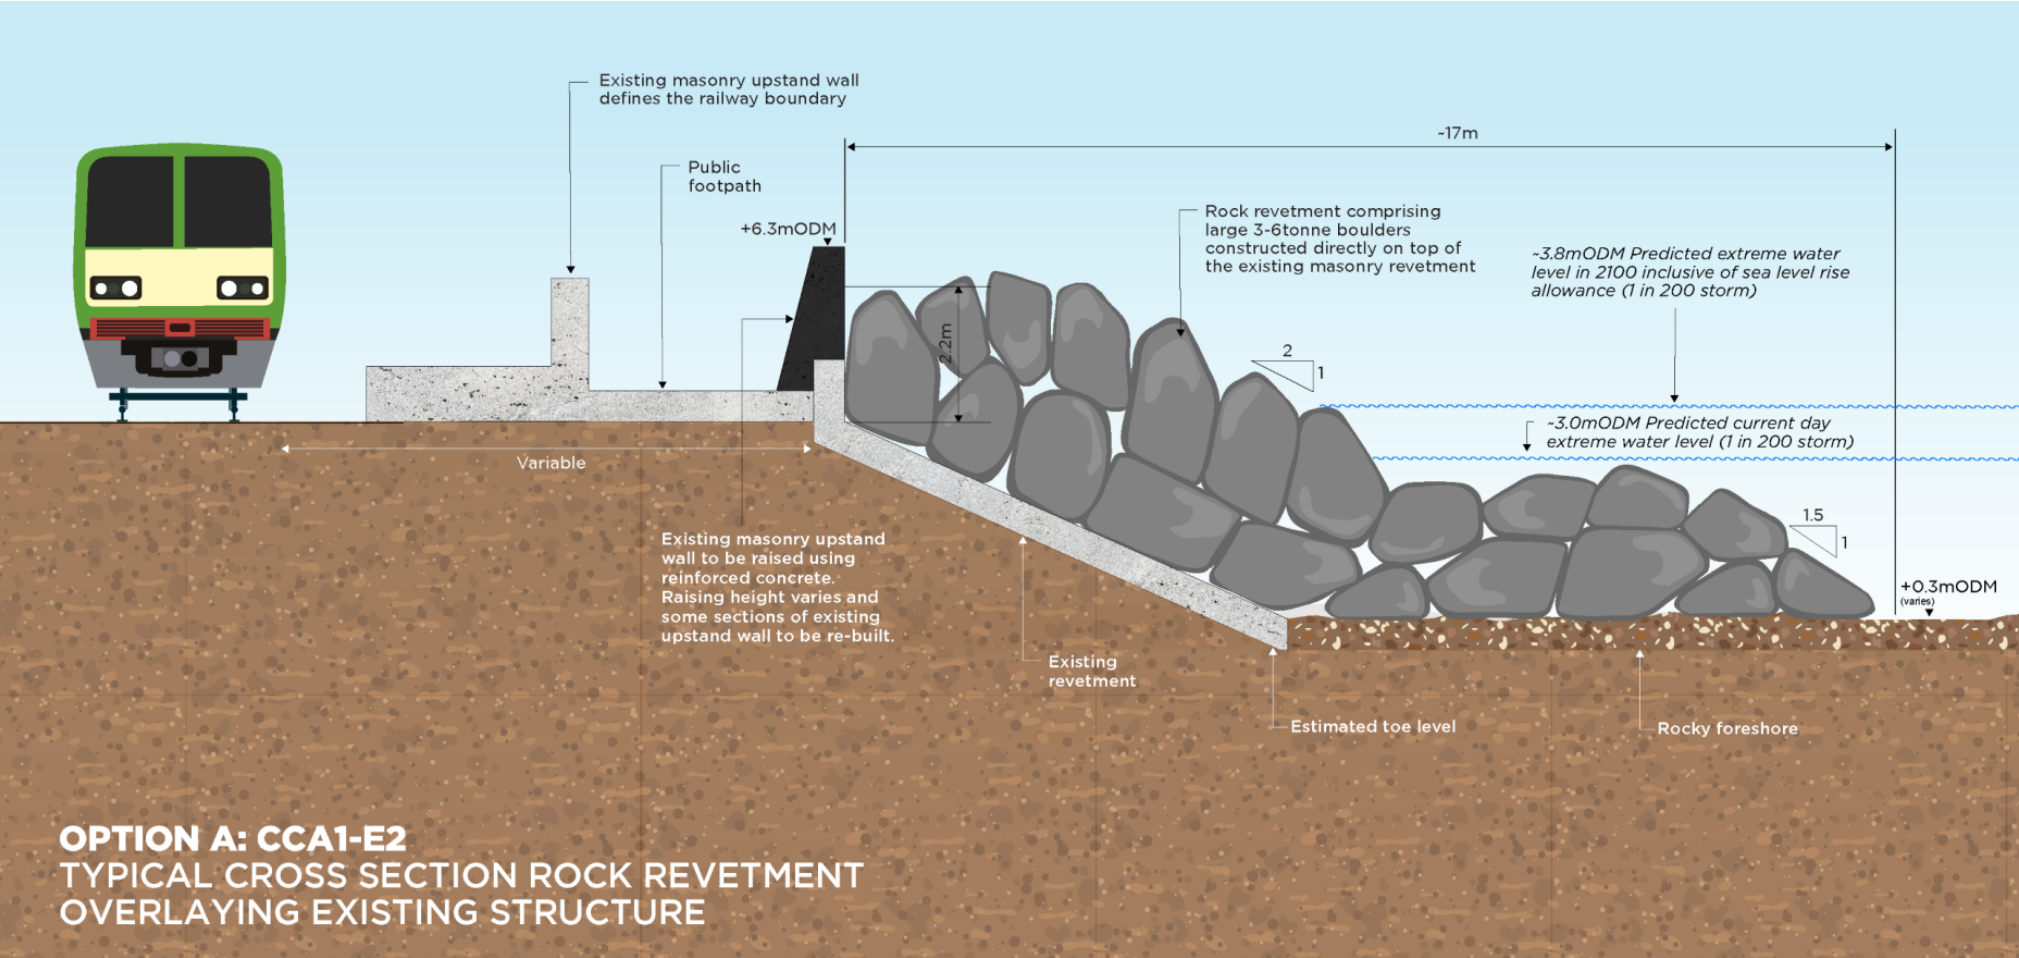 Existing masonry upstand wall
defines the railway boundary
~17m
Public
footpath
+6.3mODM
Rock revetment comprising
large 3-6tonne boulders
constructed directly on top of
the existing masonry revetment
~3.8mODM Predicted extreme water
level in 2100 inclusive of sea level rise
allowance (1 in 200 storm)
2.2m
2
1
~3.0mODM Predicted current day
extreme water level (1 in 200 storm)
Variable
1.5
1
Existing masonry upstand
wall to be raised using
reinforced concrete.
Raising height varies and
some sections of existing
upstand wall to be re-built.
+0.3mODM
(varies)
Existing
revetment
Estimated toe level
Rocky foreshore
OPTION A: CCA1-E2
TYPICAL CROSS SECTION ROCK REVETMENT
OVERLAYING EXISTING STRUCTURE